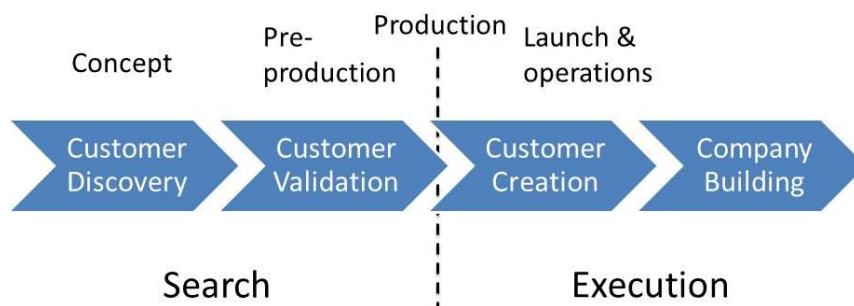 Concept
Pre-
production
Production
Launch &
operations
Customer
Discovery
Customer
Validation
Customer
Creation
Company
Building
Search
Execution